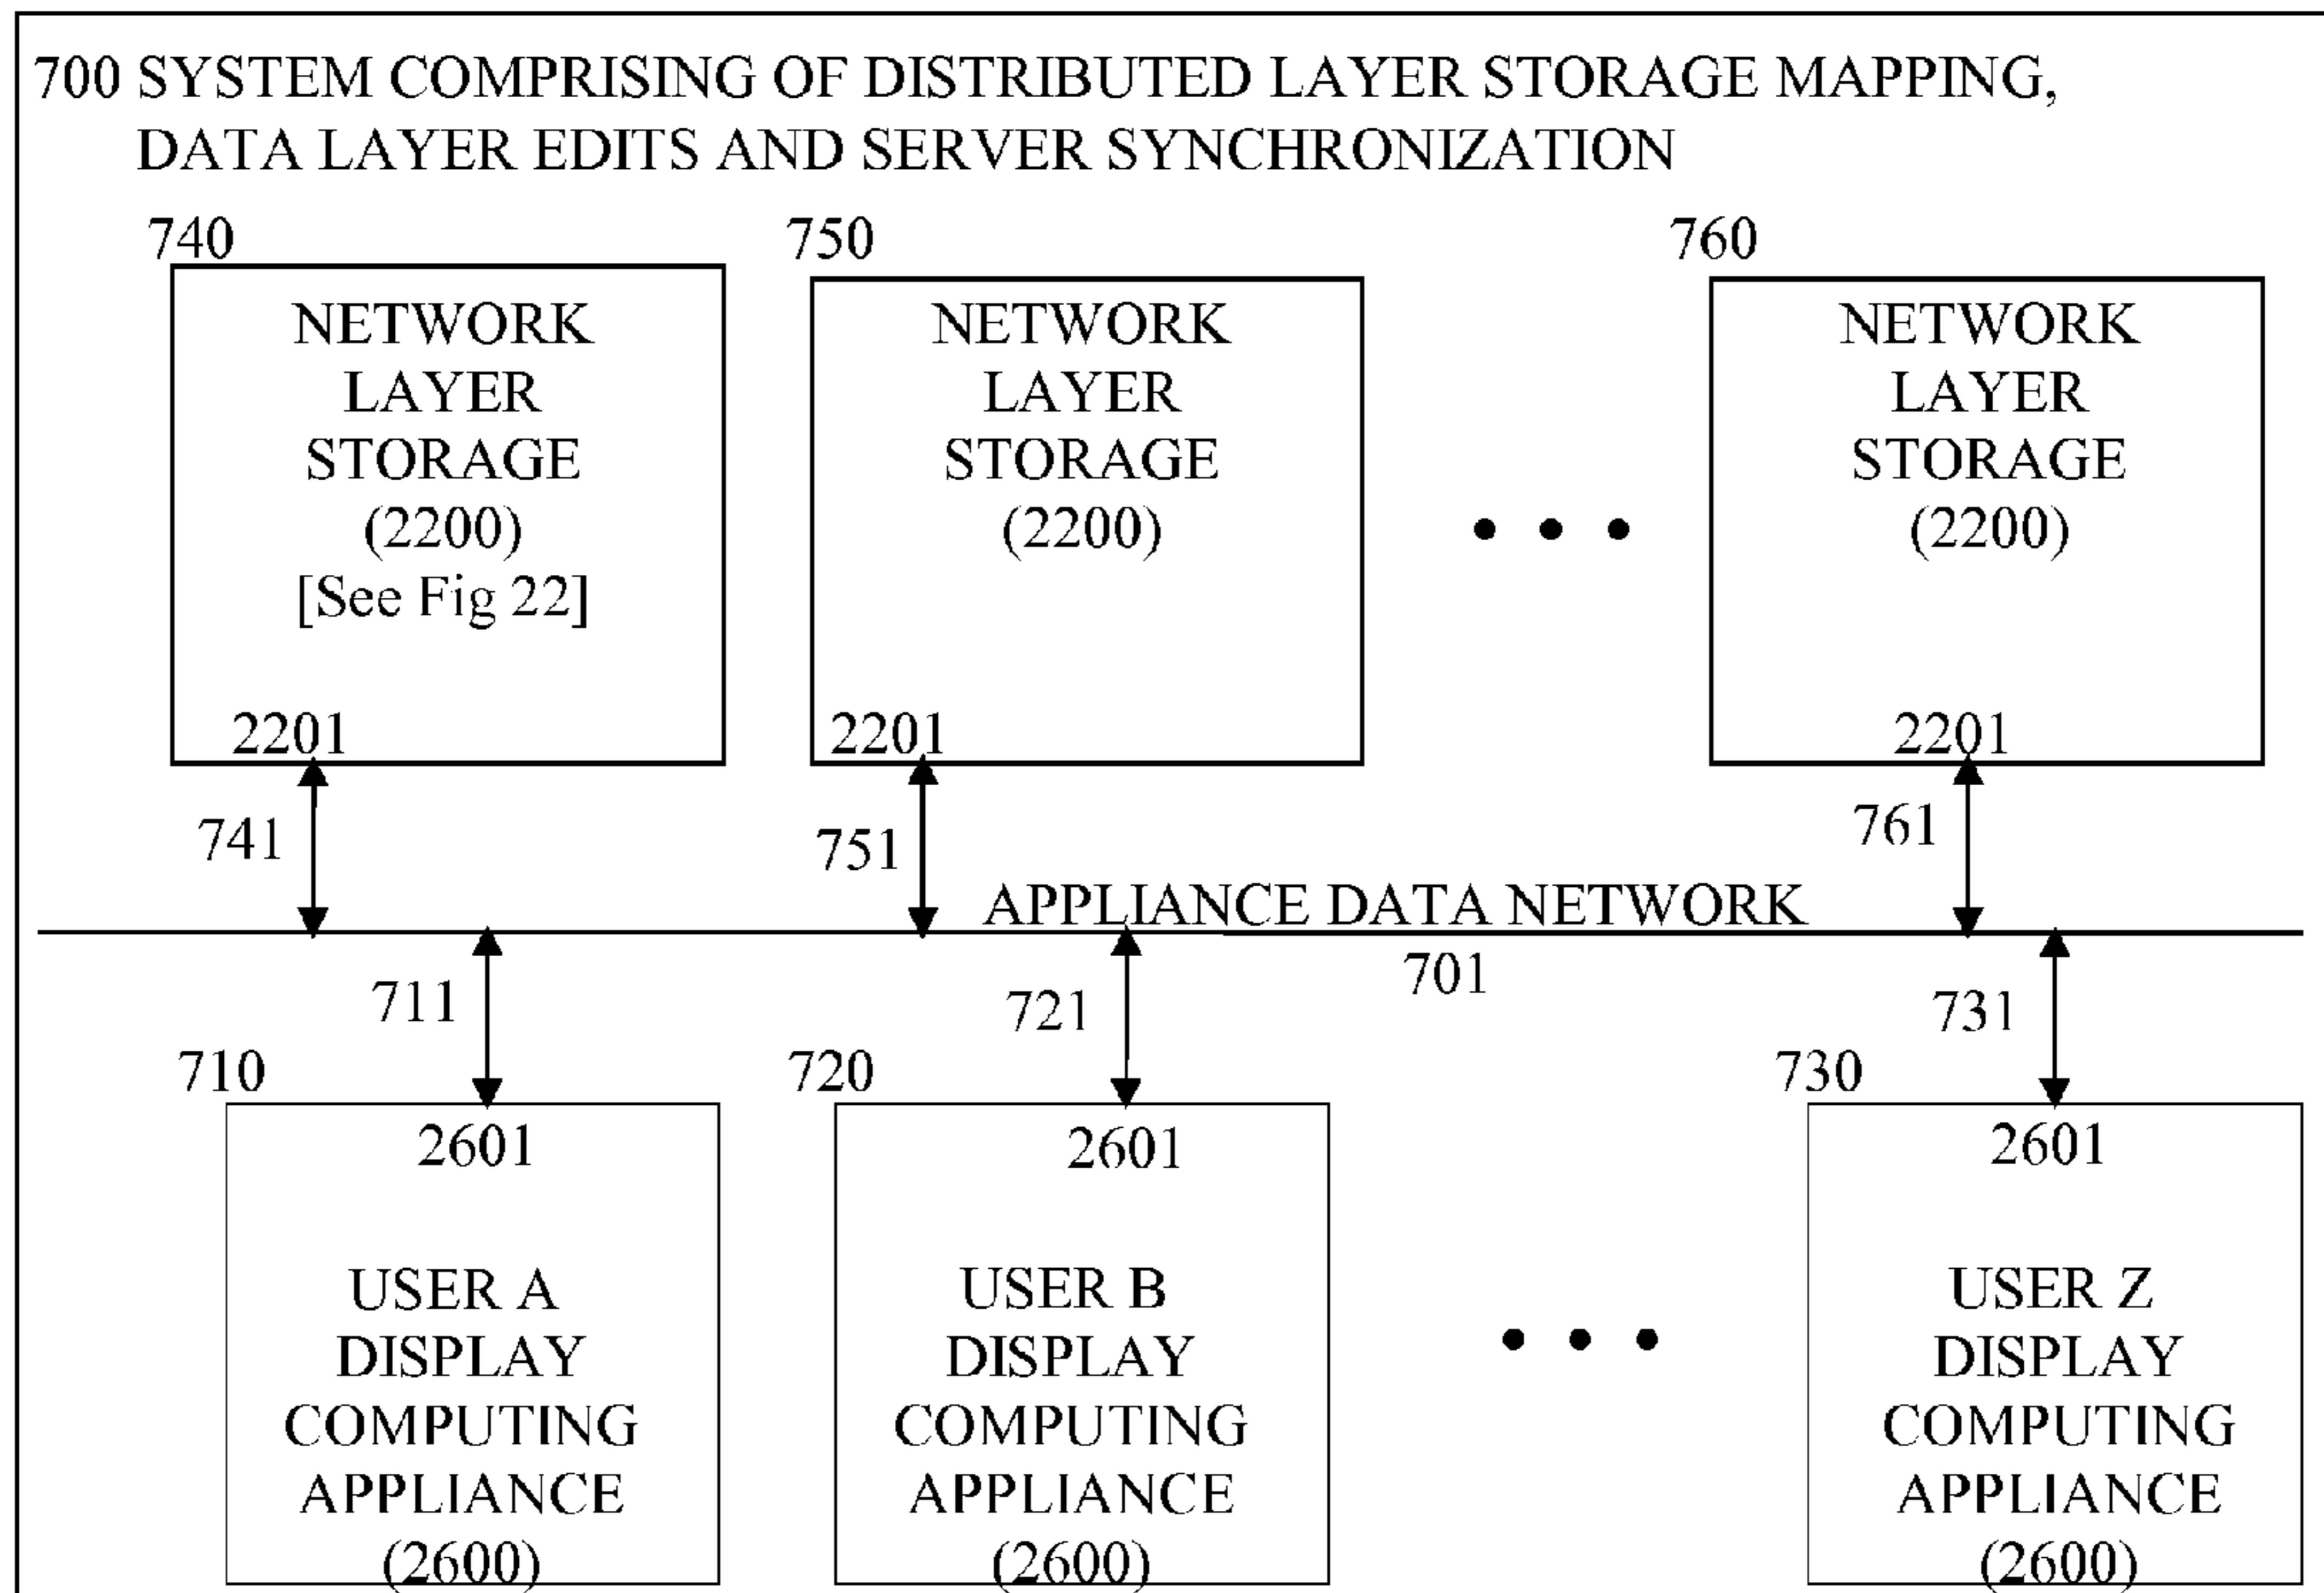 700 SYSTEM COMPRISING OF DISTRIBUTED LAYER STORAGE MAPPING,
DATA LAYER EDITS AND SERVER SYNCHRONIZATION
740
750
760
NETWORK
LAYER
STORAGE
(2200)
[See Fig 22]
2201
NETWORK
LAYER
STORAGE
(2200)
2201
NETWORK
LAYER
STORAGE
(2200)
2201
741
751
761
APPLIANCE DATA NETWORK
701
711
721
731
710
720
730
2601
USER A
DISPLAY
COMPUTING
APPLIANCE
(2600)
2601
USER B
DISPLAY
COMPUTING
APPLIANCE
(2600)
2601
USER Z
DISPLAY
COMPUTING
APPLIANCE
(2600)